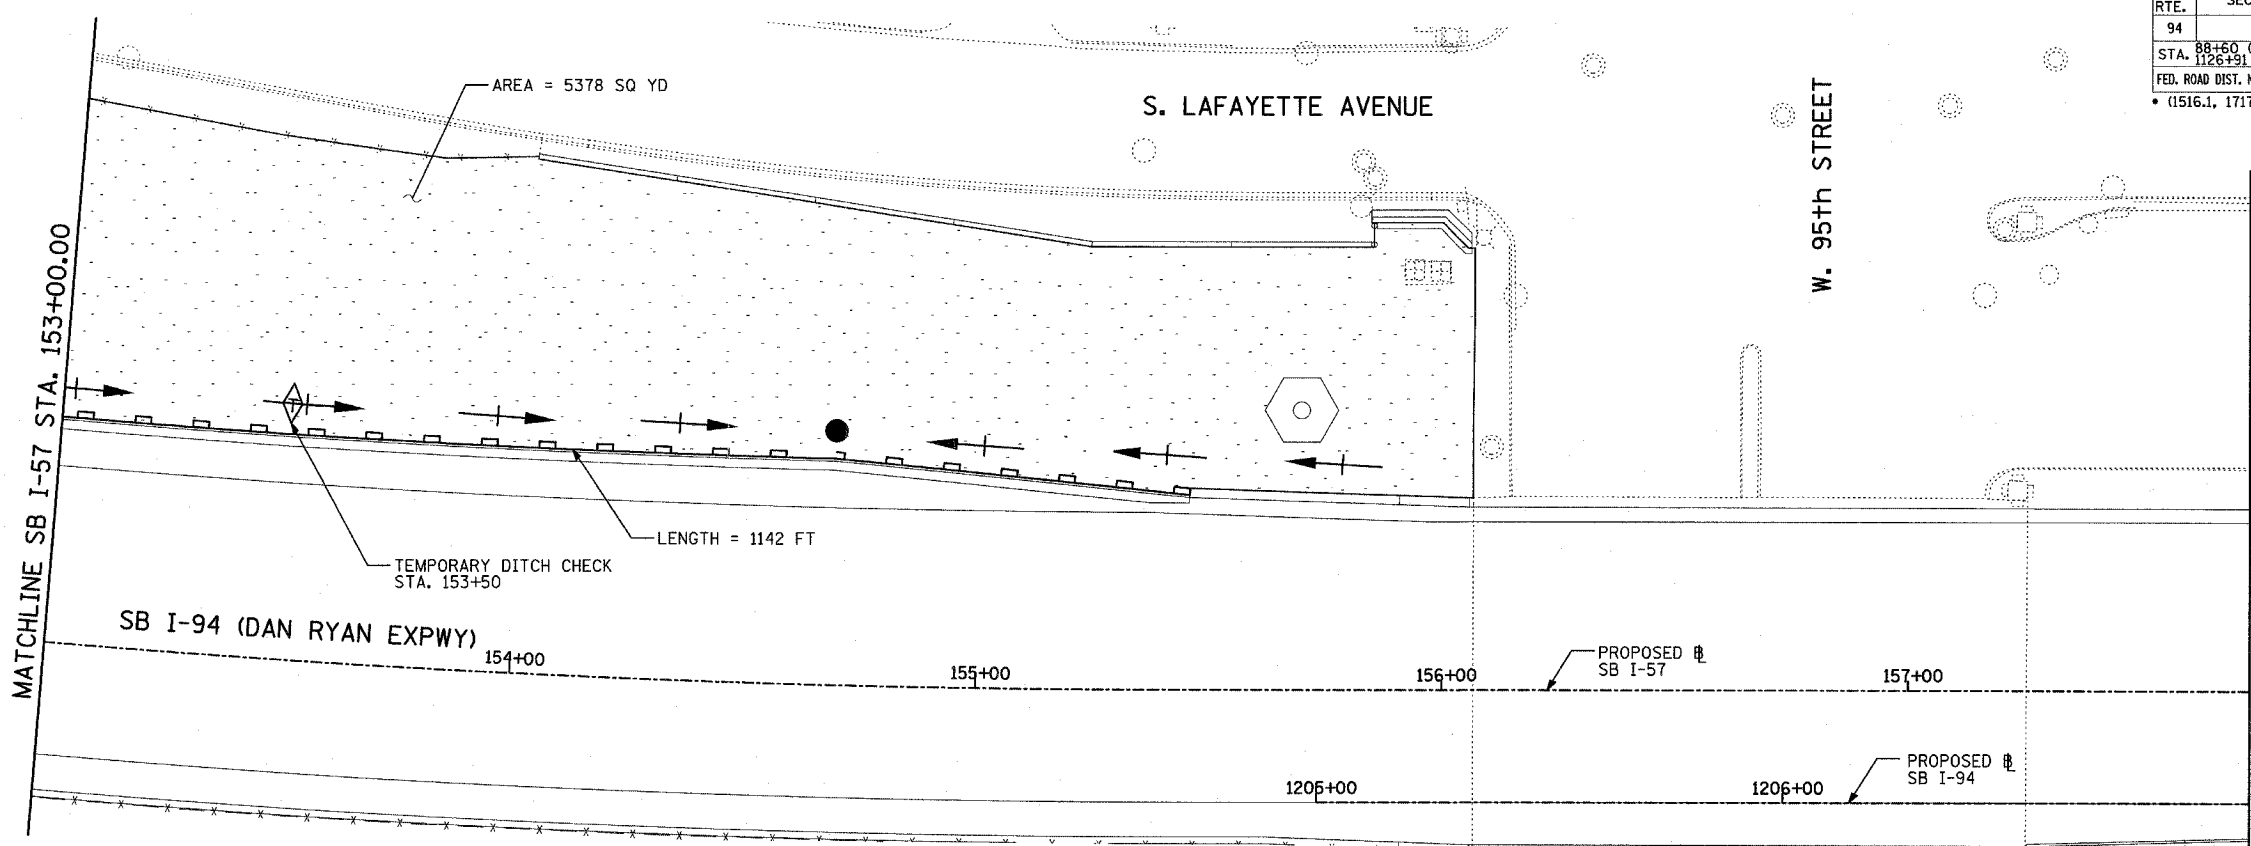 RTE.
94
STA. 88+60
1126+91
FED. ROAD DIST.
• (1516.1, 1717
AREA = 5378 SQ YD
S. LAFAYETTE AVENUE
W. 95th STREET
MATCHLINE SB I-57 STA. 153+00.00
LENGTH = 1142 FT
TEMPORARY DITCH CHECK
STA. 153+50
SB I-94 (DAN RYAN EXPWY)
154+00
155+00
156+00
157+00
PROPOSED ⅊
SB I-57
PROPOSED ⅊
SB I-94
1205+00
1206+00